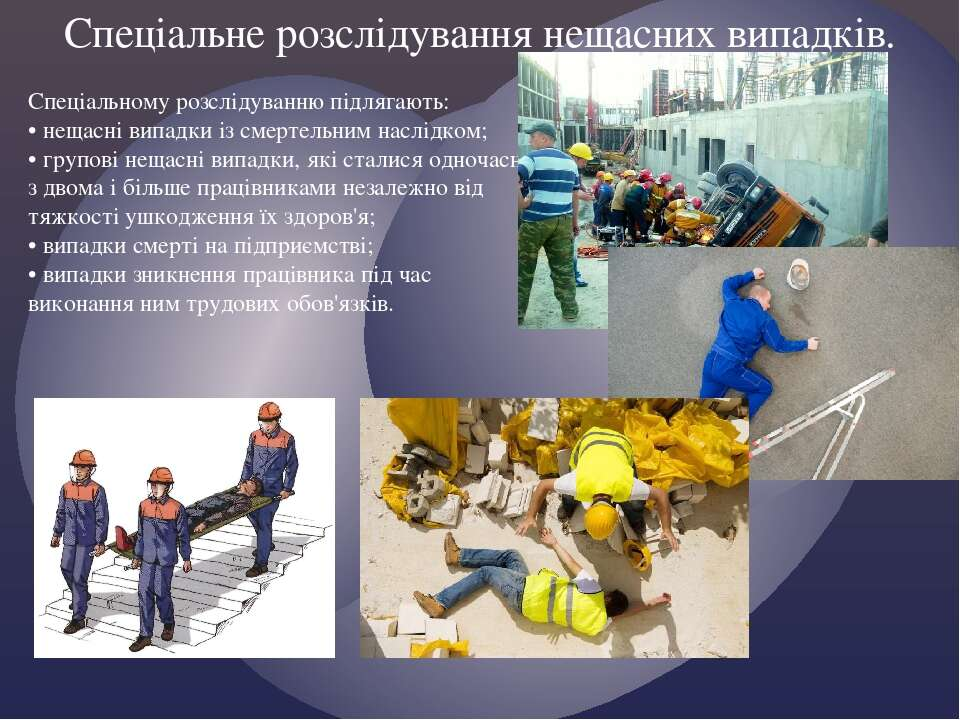 Спеціальне розслідування нещасних випадків.
Спеціальному розслідуванню підлягають:
• нещасні випадки із смертельним наслідком;
• групові нещасні випадки, які сталися одночасн
з двома і більше працівниками незалежно від
тяжкості ушкодження їх здоров'я;
• випадки смерті на підприємстві;
• випадки зникнення працівника під час
виконання ним трудових обов'язків.